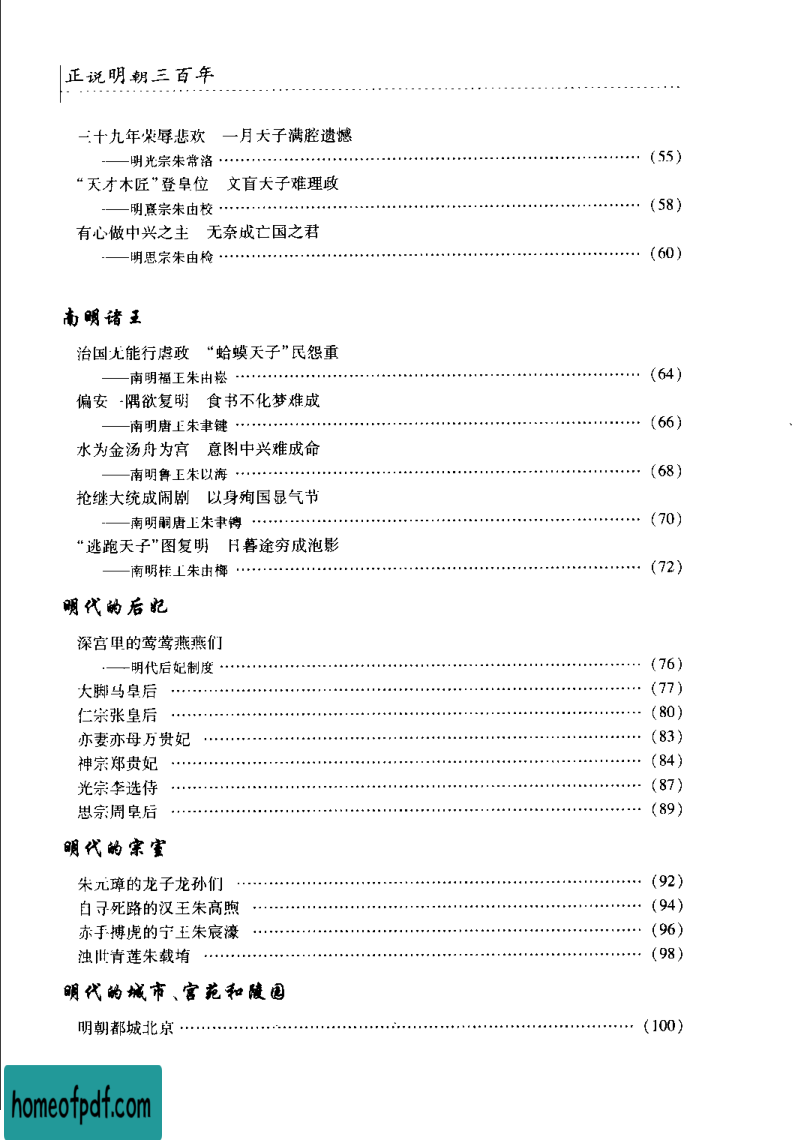 正说明朝三百年
三十九年荣辱悲欢 一月天子满腔遗憾
——明光宗朱常洛 (55)
“天才木匠”登皇位 文盲天子难理政
——明熹宗朱由校 (58)
有心做中兴之主 无奈成亡国之君
——明思宗朱由检 (60)
南明诸王
治国无能行虐政 “蛤蟆天子”民怨重
——南明福王朱由崧 (64)
偏安一隅欲复明 食书不化梦难成
——南明唐王朱聿键 (66)
水为金汤舟为宫 意图中兴难成命
——南明鲁王朱以海 (68)
抢继大统成闹剧 以身殉国显气节
——南明嗣唐王朱聿𨮁 (70)
“逃跑天子”图复明 日暮途穷成泡影
——南明桂王朱由榔 (72)
明代的后妃
深宫里的莺莺燕燕们
——明代后妃制度 (76)
大脚马皇后 (77)
仁宗张皇后 (80)
亦妻亦母万贵妃 (83)
神宗郑贵妃 (84)
光宗李选侍 (87)
思宗周皇后 (89)
明代的宗室
朱元璋的龙子龙孙们 (92)
自寻死路的汉王朱高煦 (94)
赤手搏虎的宁王朱宸濠 (96)
浊世青莲朱载堉 (98)
明代的城市、宫苑和陵园
明朝都城北京 (100)
homeofpdf.com